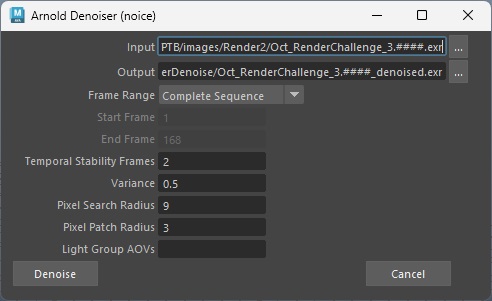 Arnold Denoiser (noice)
Input PTB/images/Render2/Oct_RenderChallenge_3.####.exr ...
Output erDenoise/Oct_RenderChallenge_3.####_denoised.exr ...
Frame Range Complete Sequence
Start Frame 1
End Frame 168
Temporal Stability Frames 2
Variance 0.5
Pixel Search Radius 9
Pixel Patch Radius 3
Light Group AOVs
Denoise Cancel